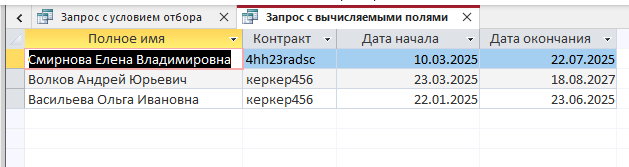 Запрос с условием отбора Запрос с вычисляемыми полями
Полное имя Контракт Дата начала Дата окончания
Смирнова Елена Владимировна 4hh23radsc 10.03.2025 22.07.2025
Волков Андрей Юрьевич керкер456 23.03.2025 18.08.2027
Васильева Ольга Ивановна керкер456 22.01.2025 23.06.2025